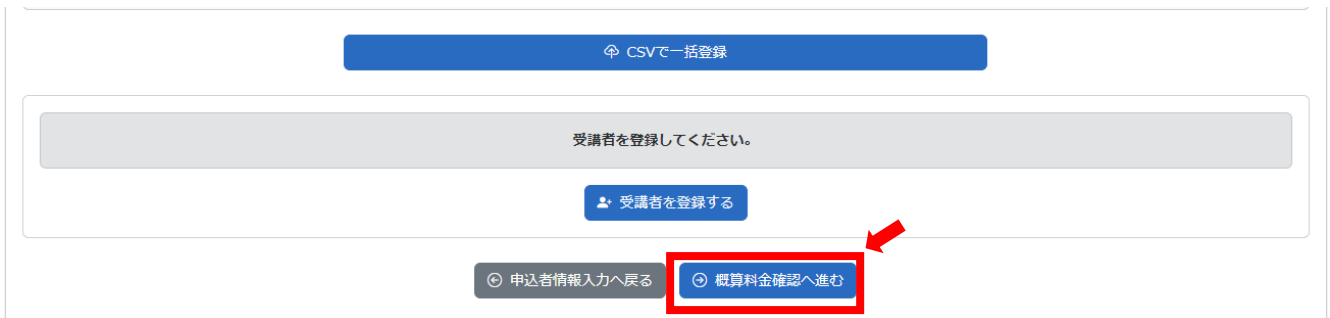 CSVで一括登録
受講者を登録してください。
受講者を登録する
申込者情報入力へ戻る
概算料金確認へ進む